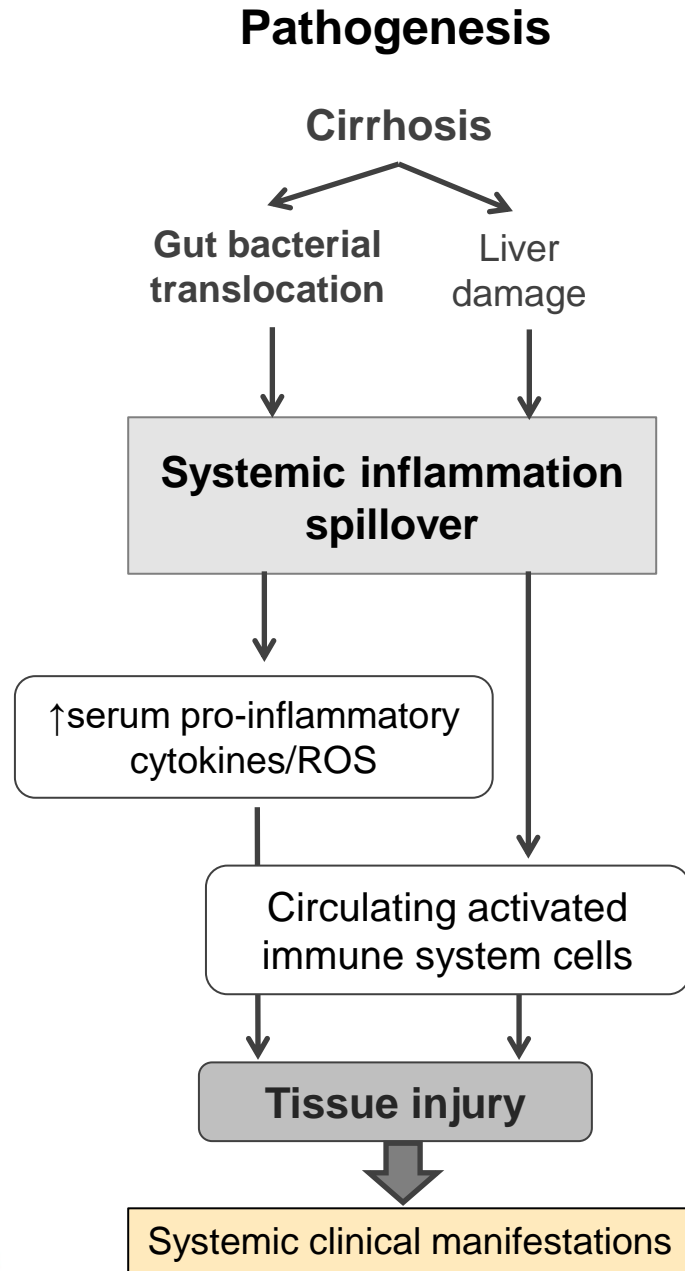 Pathogenesis
Cirrhosis
Gut bacterial
translocation
Liver
damage
Systemic inflammation
spillover
↑serum pro-inflammatory
cytokines/ROS
Circulating activated
immune system cells
Tissue injury
Systemic clinical manifestations